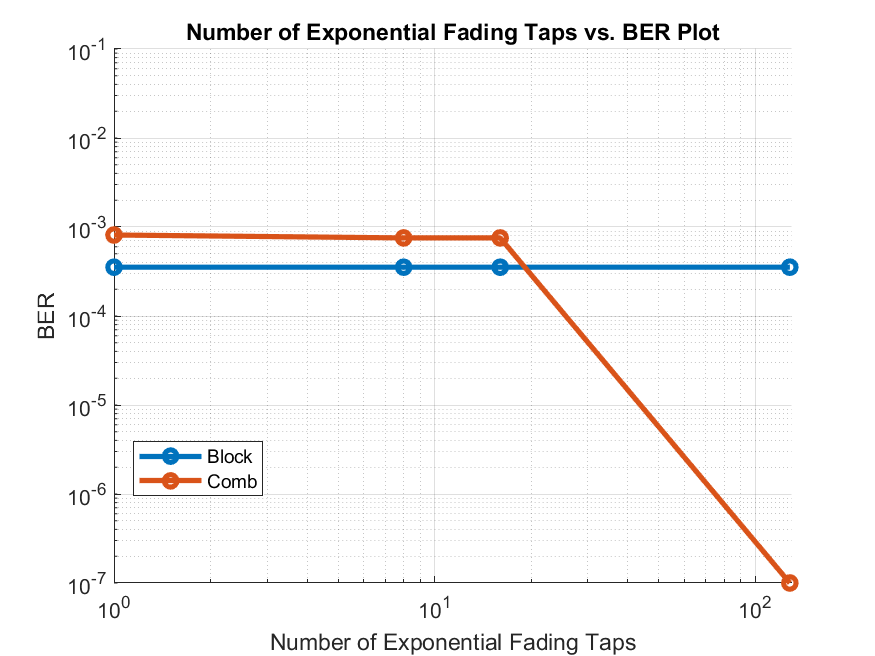 Number of Exponential Fading Taps vs. BER Plot
10^-1
10^-2
10^-3
10^-4
10^-5
10^-6
10^-7
BER
Block
Comb
10^0 10^1 10^2
Number of Exponential Fading Taps